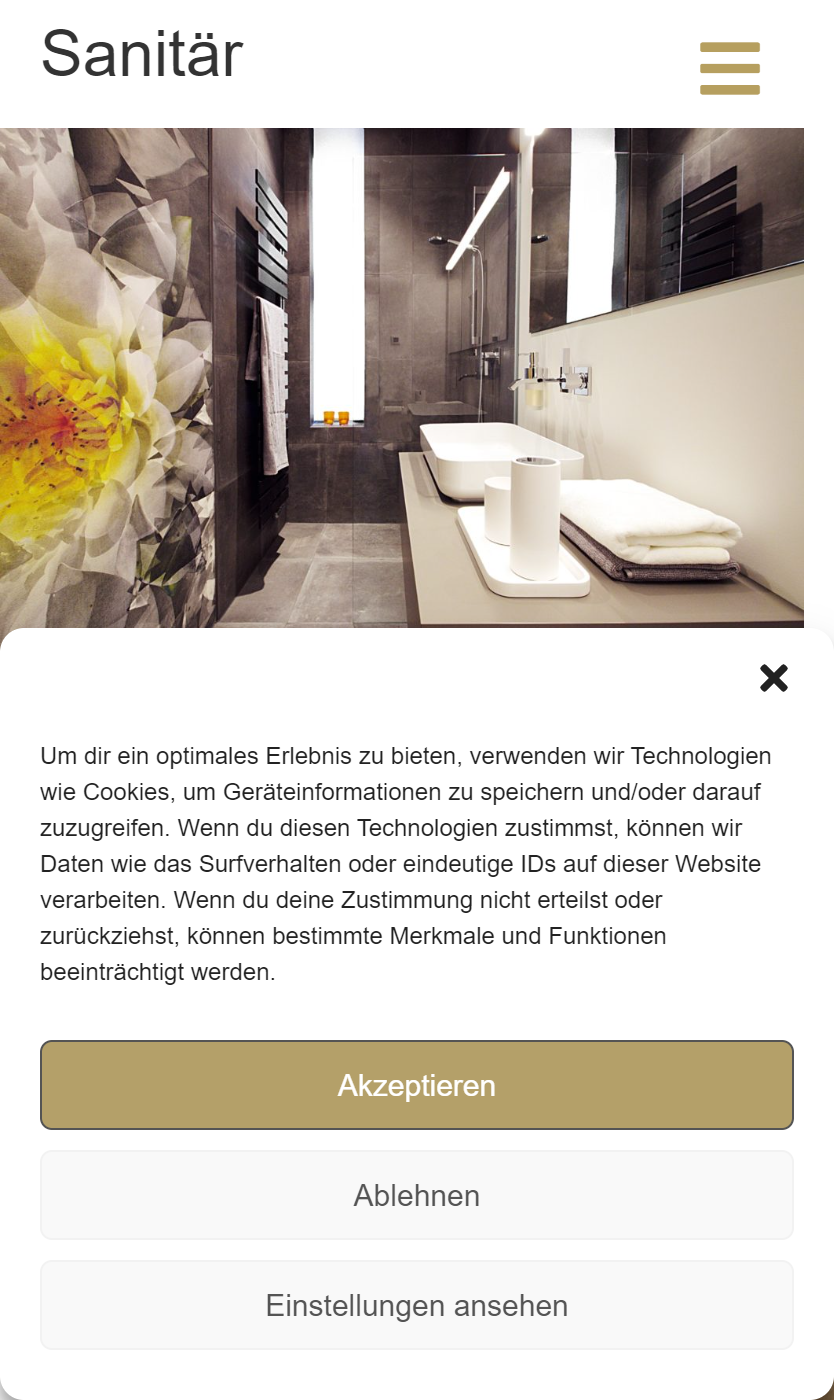 Sanitär
Um dir ein optimales Erlebnis zu bieten, verwenden wir Technologien
wie Cookies, um Geräteinformationen zu speichern und/oder darauf
zuzugreifen. Wenn du diesen Technologien zustimmst, können wir
Daten wie das Surfverhalten oder eindeutige IDs auf dieser Website
verarbeiten. Wenn du deine Zustimmung nicht erteilst oder
zurückziehst, können bestimmte Merkmale und Funktionen
beeinträchtigt werden.
Akzeptieren
Ablehnen
Einstellungen ansehen